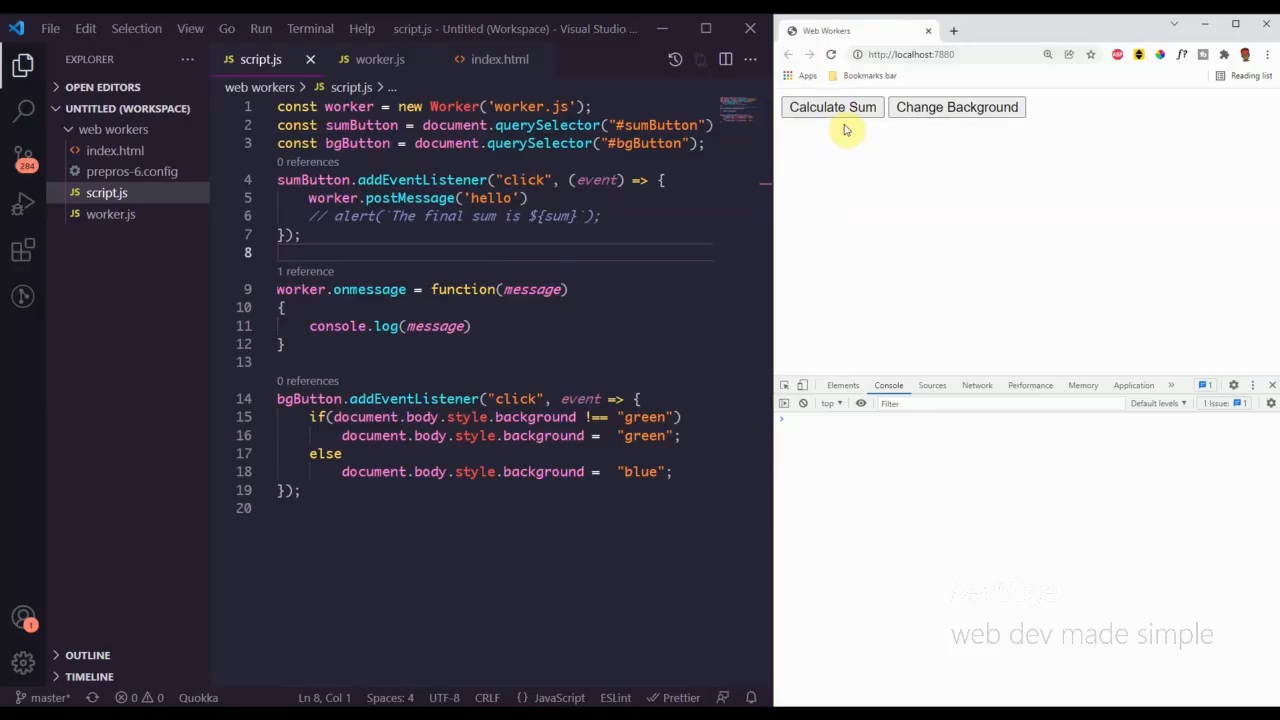 File Edit Selection View Go Run Terminal Help script.js - Untitled (Workspace) - Visual Studio ...
EXPLORER
OPEN EDITORS
UNTITLED (WORKSPACE)
web workers
index.html
prepros-6.config
script.js
worker.js
OUTLINE
TIMELINE
284
1
script.js worker.js index.html
web workers > script.js > ...
1 const worker = new Worker('worker.js');
2 const sumButton = document.querySelector("#sumButton")
3 const bgButton = document.querySelector("#bgButton");
0 references
4 sumButton.addEventListener("click", (event) => {
5 worker.postMessage('hello')
6 // alert(`The final sum is ${sum}`);
7 });
8
1 reference
9 worker.onmessage = function(message)
10 {
11 console.log(message)
12 }
13
0 references
14 bgButton.addEventListener("click", event => {
15 if(document.body.style.background !== "green")
16 document.body.style.background = "green";
17 else
18 document.body.style.background = "blue";
19 });
20
master* 0 0 Quokka Ln 8, Col 1 Spaces: 4 UTF-8 CRLF {} JavaScript ESLint Prettier
Web Workers
http://localhost:7880
ABP f?
Apps Bookmarks bar Reading list
Calculate Sum Change Background
Elements Console Sources Network Performance Memory Application » 1
top Filter Default levels 1 Issue: 1
web dev made simple